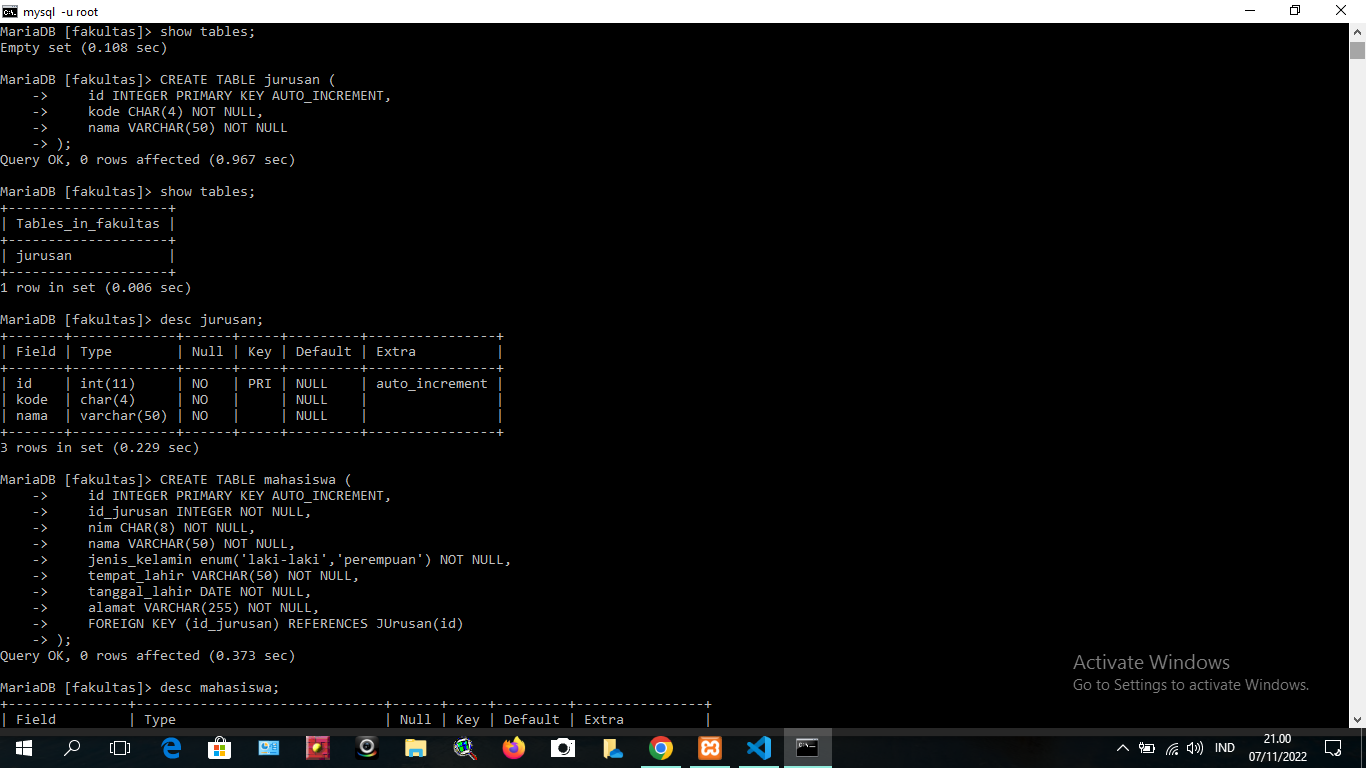 mysql -u root
MariaDB [fakultas]> show tables;
Empty set (0.108 sec)
MariaDB [fakultas]> CREATE TABLE jurusan (
    ->     id INTEGER PRIMARY KEY AUTO_INCREMENT,
    ->     kode CHAR(4) NOT NULL,
    ->     nama VARCHAR(50) NOT NULL
    -> );
Query OK, 0 rows affected (0.967 sec)
MariaDB [fakultas]> show tables;
+--------------------+
| Tables_in_fakultas |
+--------------------+
| jurusan            |
+--------------------+
1 row in set (0.006 sec)
MariaDB [fakultas]> desc jurusan;
+-------+-------------+------+-----+---------+----------------+
| Field | Type        | Null | Key | Default | Extra          |
+-------+-------------+------+-----+---------+----------------+
| id    | int(11)     | NO   | PRI | NULL    | auto_increment |
| kode  | char(4)     | NO   |     | NULL    |                |
| nama  | varchar(50) | NO   |     | NULL    |                |
+-------+-------------+------+-----+---------+----------------+
3 rows in set (0.229 sec)
MariaDB [fakultas]> CREATE TABLE mahasiswa (
    ->     id INTEGER PRIMARY KEY AUTO_INCREMENT,
    ->     id_jurusan INTEGER NOT NULL,
    ->     nim CHAR(8) NOT NULL,
    ->     nama VARCHAR(50) NOT NULL,
    ->     jenis_kelamin enum('laki-laki','perempuan') NOT NULL,
    ->     tempat_lahir VARCHAR(50) NOT NULL,
    ->     tanggal_lahir DATE NOT NULL,
    ->     alamat VARCHAR(255) NOT NULL,
    ->     FOREIGN KEY (id_jurusan) REFERENCES JUrusan(id)
    -> );
Query OK, 0 rows affected (0.373 sec)
MariaDB [fakultas]> desc mahasiswa;
+---------------+-------------------------------+------+-----+---------+----------------+
| Field         | Type                          | Null | Key | Default | Extra          |
Activate Windows
Go to Settings to activate Windows.
IND
21.00
07/11/2022